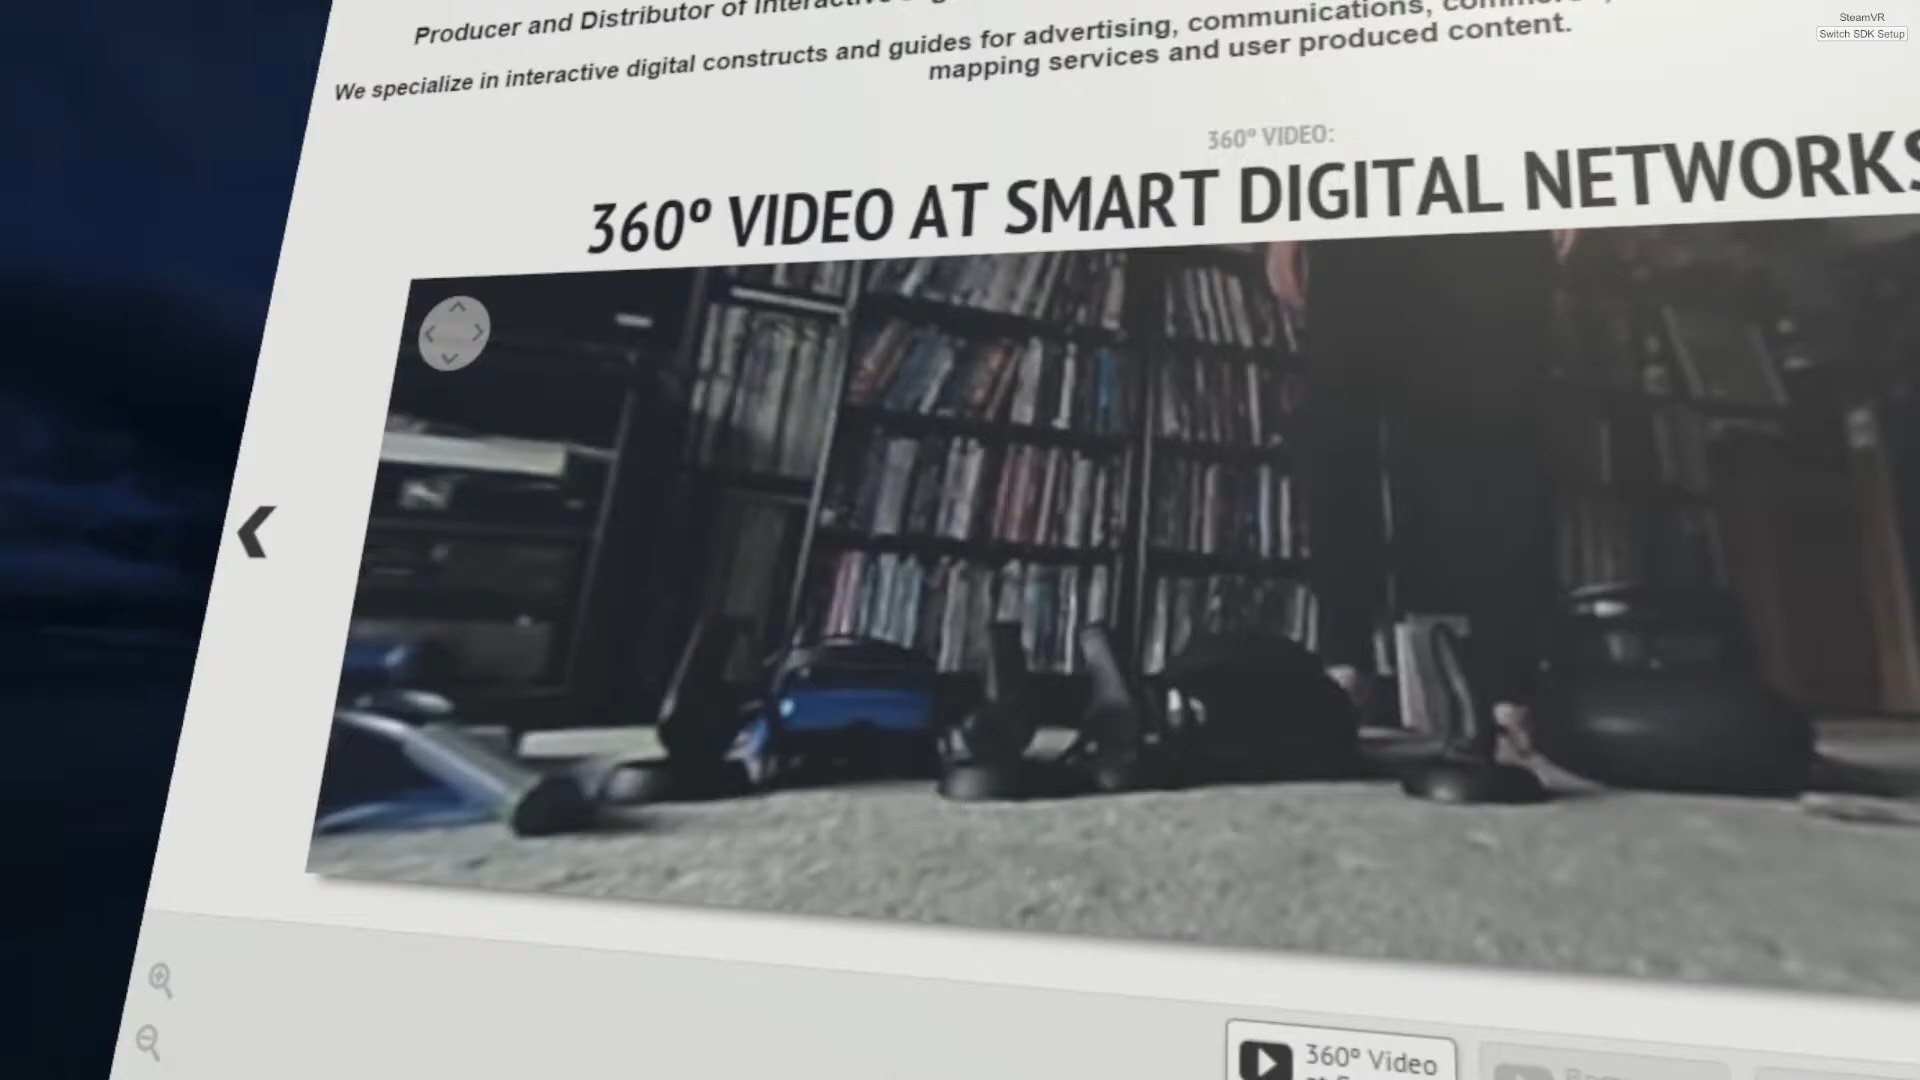 SteamVR
Switch SDK Setup
Producer and Distributor of Interactive
We specialize in interactive digital constructs and guides for advertising, communications,
mapping services and user produced content.
360º VIDEO:
360º VIDEO AT SMART DIGITAL NETWORKS
360º Video